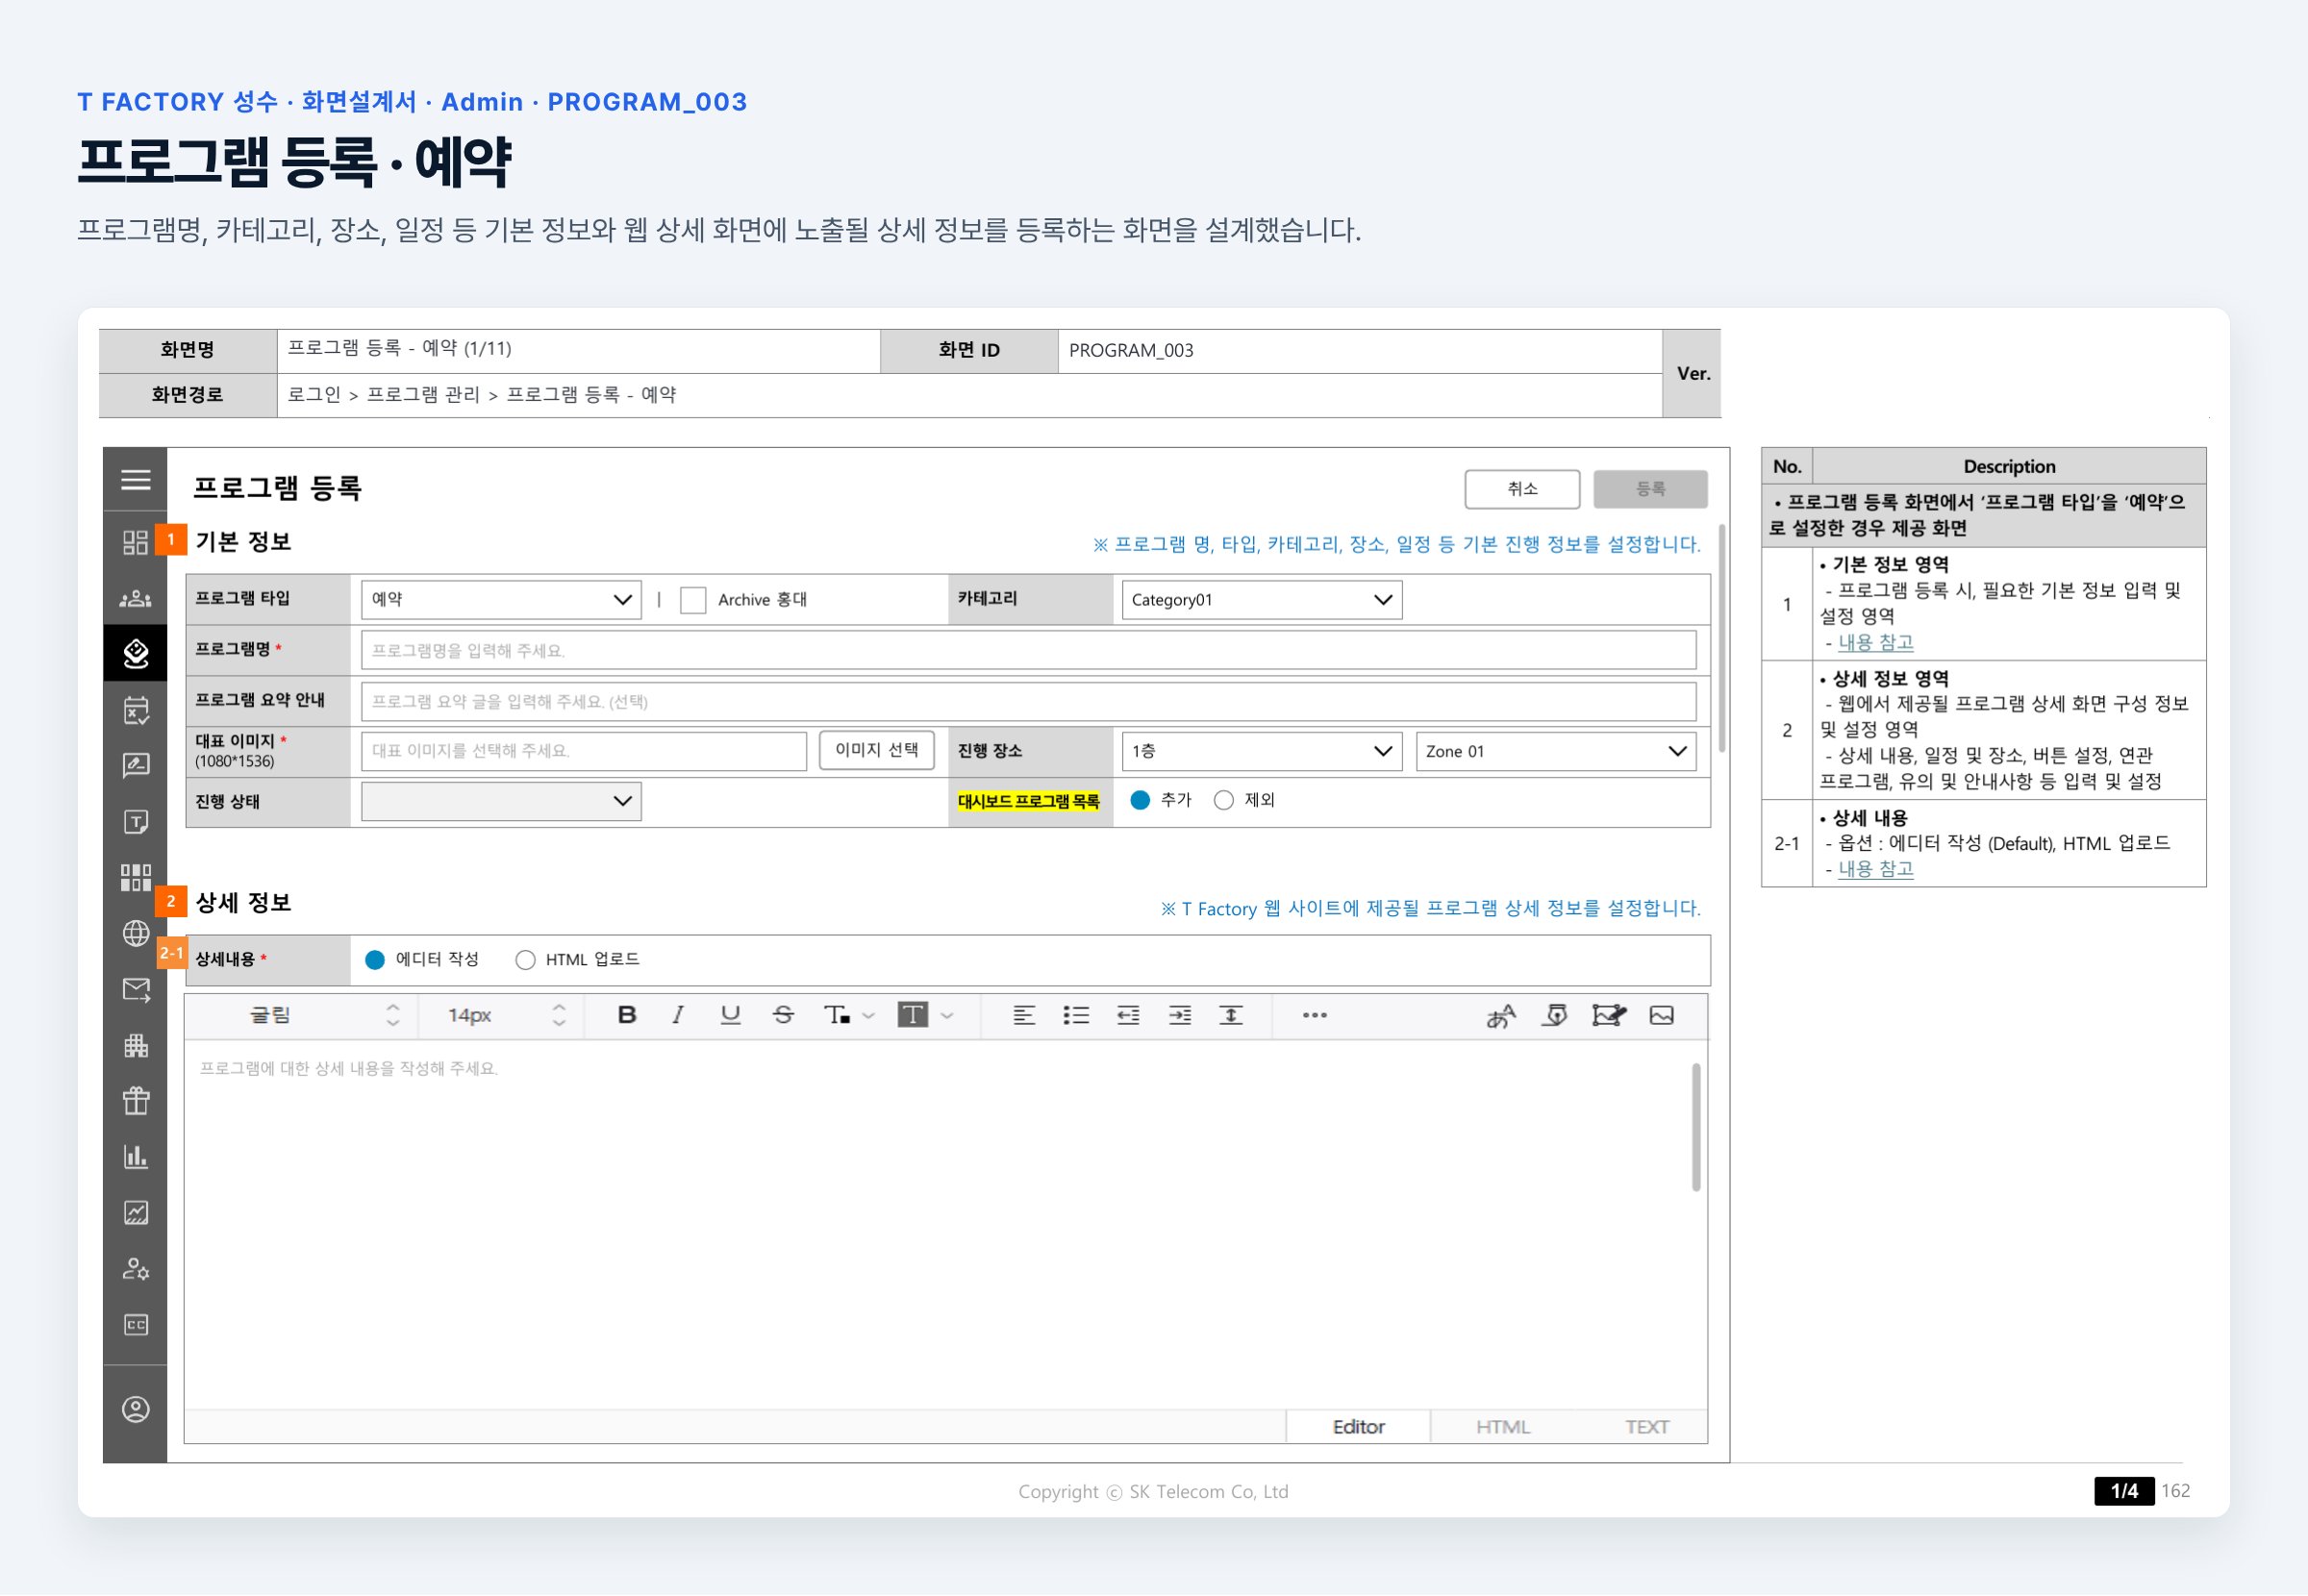 T FACTORY 성수 · 화면설계서 · Admin · PROGRAM_003
프로그램 등록 · 예약
프로그램명, 카테고리, 장소, 일정 등 기본 정보와 웹 상세 화면에 노출될 상세 정보를 등록하는 화면을 설계했습니다.
화면명 프로그램 등록 - 예약 (1/11) 화면 ID PROGRAM_003 Ver.
화면경로 로그인 > 프로그램 관리 > 프로그램 등록 - 예약
프로그램 등록 취소 등록
1 기본 정보 ※ 프로그램 명, 타입, 카테고리, 장소, 일정 등 기본 진행 정보를 설정합니다.
프로그램 타입 예약 | Archive 홍대 카테고리 Category01
프로그램명 * 프로그램명을 입력해 주세요.
프로그램 요약 안내 프로그램 요약 글을 입력해 주세요. (선택)
대표 이미지 *
(1080*1536)
대표 이미지를 선택해 주세요. 이미지 선택 진행 장소 1층 Zone 01
진행 상태 대시보드 프로그램 목록 추가 제외
2 상세 정보 ※ T Factory 웹 사이트에 제공될 프로그램 상세 정보를 설정합니다.
2-1 상세내용 * 에디터 작성 HTML 업로드
굴림 14px B I U S T T ••• あA
프로그램에 대한 상세 내용을 작성해 주세요.
Editor HTML TEXT
No. Description
• 프로그램 등록 화면에서 ‘프로그램 타입’을 ‘예약’으
로 설정한 경우 제공 화면
1
• 기본 정보 영역
- 프로그램 등록 시, 필요한 기본 정보 입력 및
설정 영역
- 내용 참고
2
• 상세 정보 영역
- 웹에서 제공될 프로그램 상세 화면 구성 정보
및 설정 영역
- 상세 내용, 일정 및 장소, 버튼 설정, 연관
프로그램, 유의 및 안내사항 등 입력 및 설정
2-1
• 상세 내용
- 옵션 : 에디터 작성 (Default), HTML 업로드
- 내용 참고
CC
Copyright ⓒ SK Telecom Co, Ltd
1/4 162